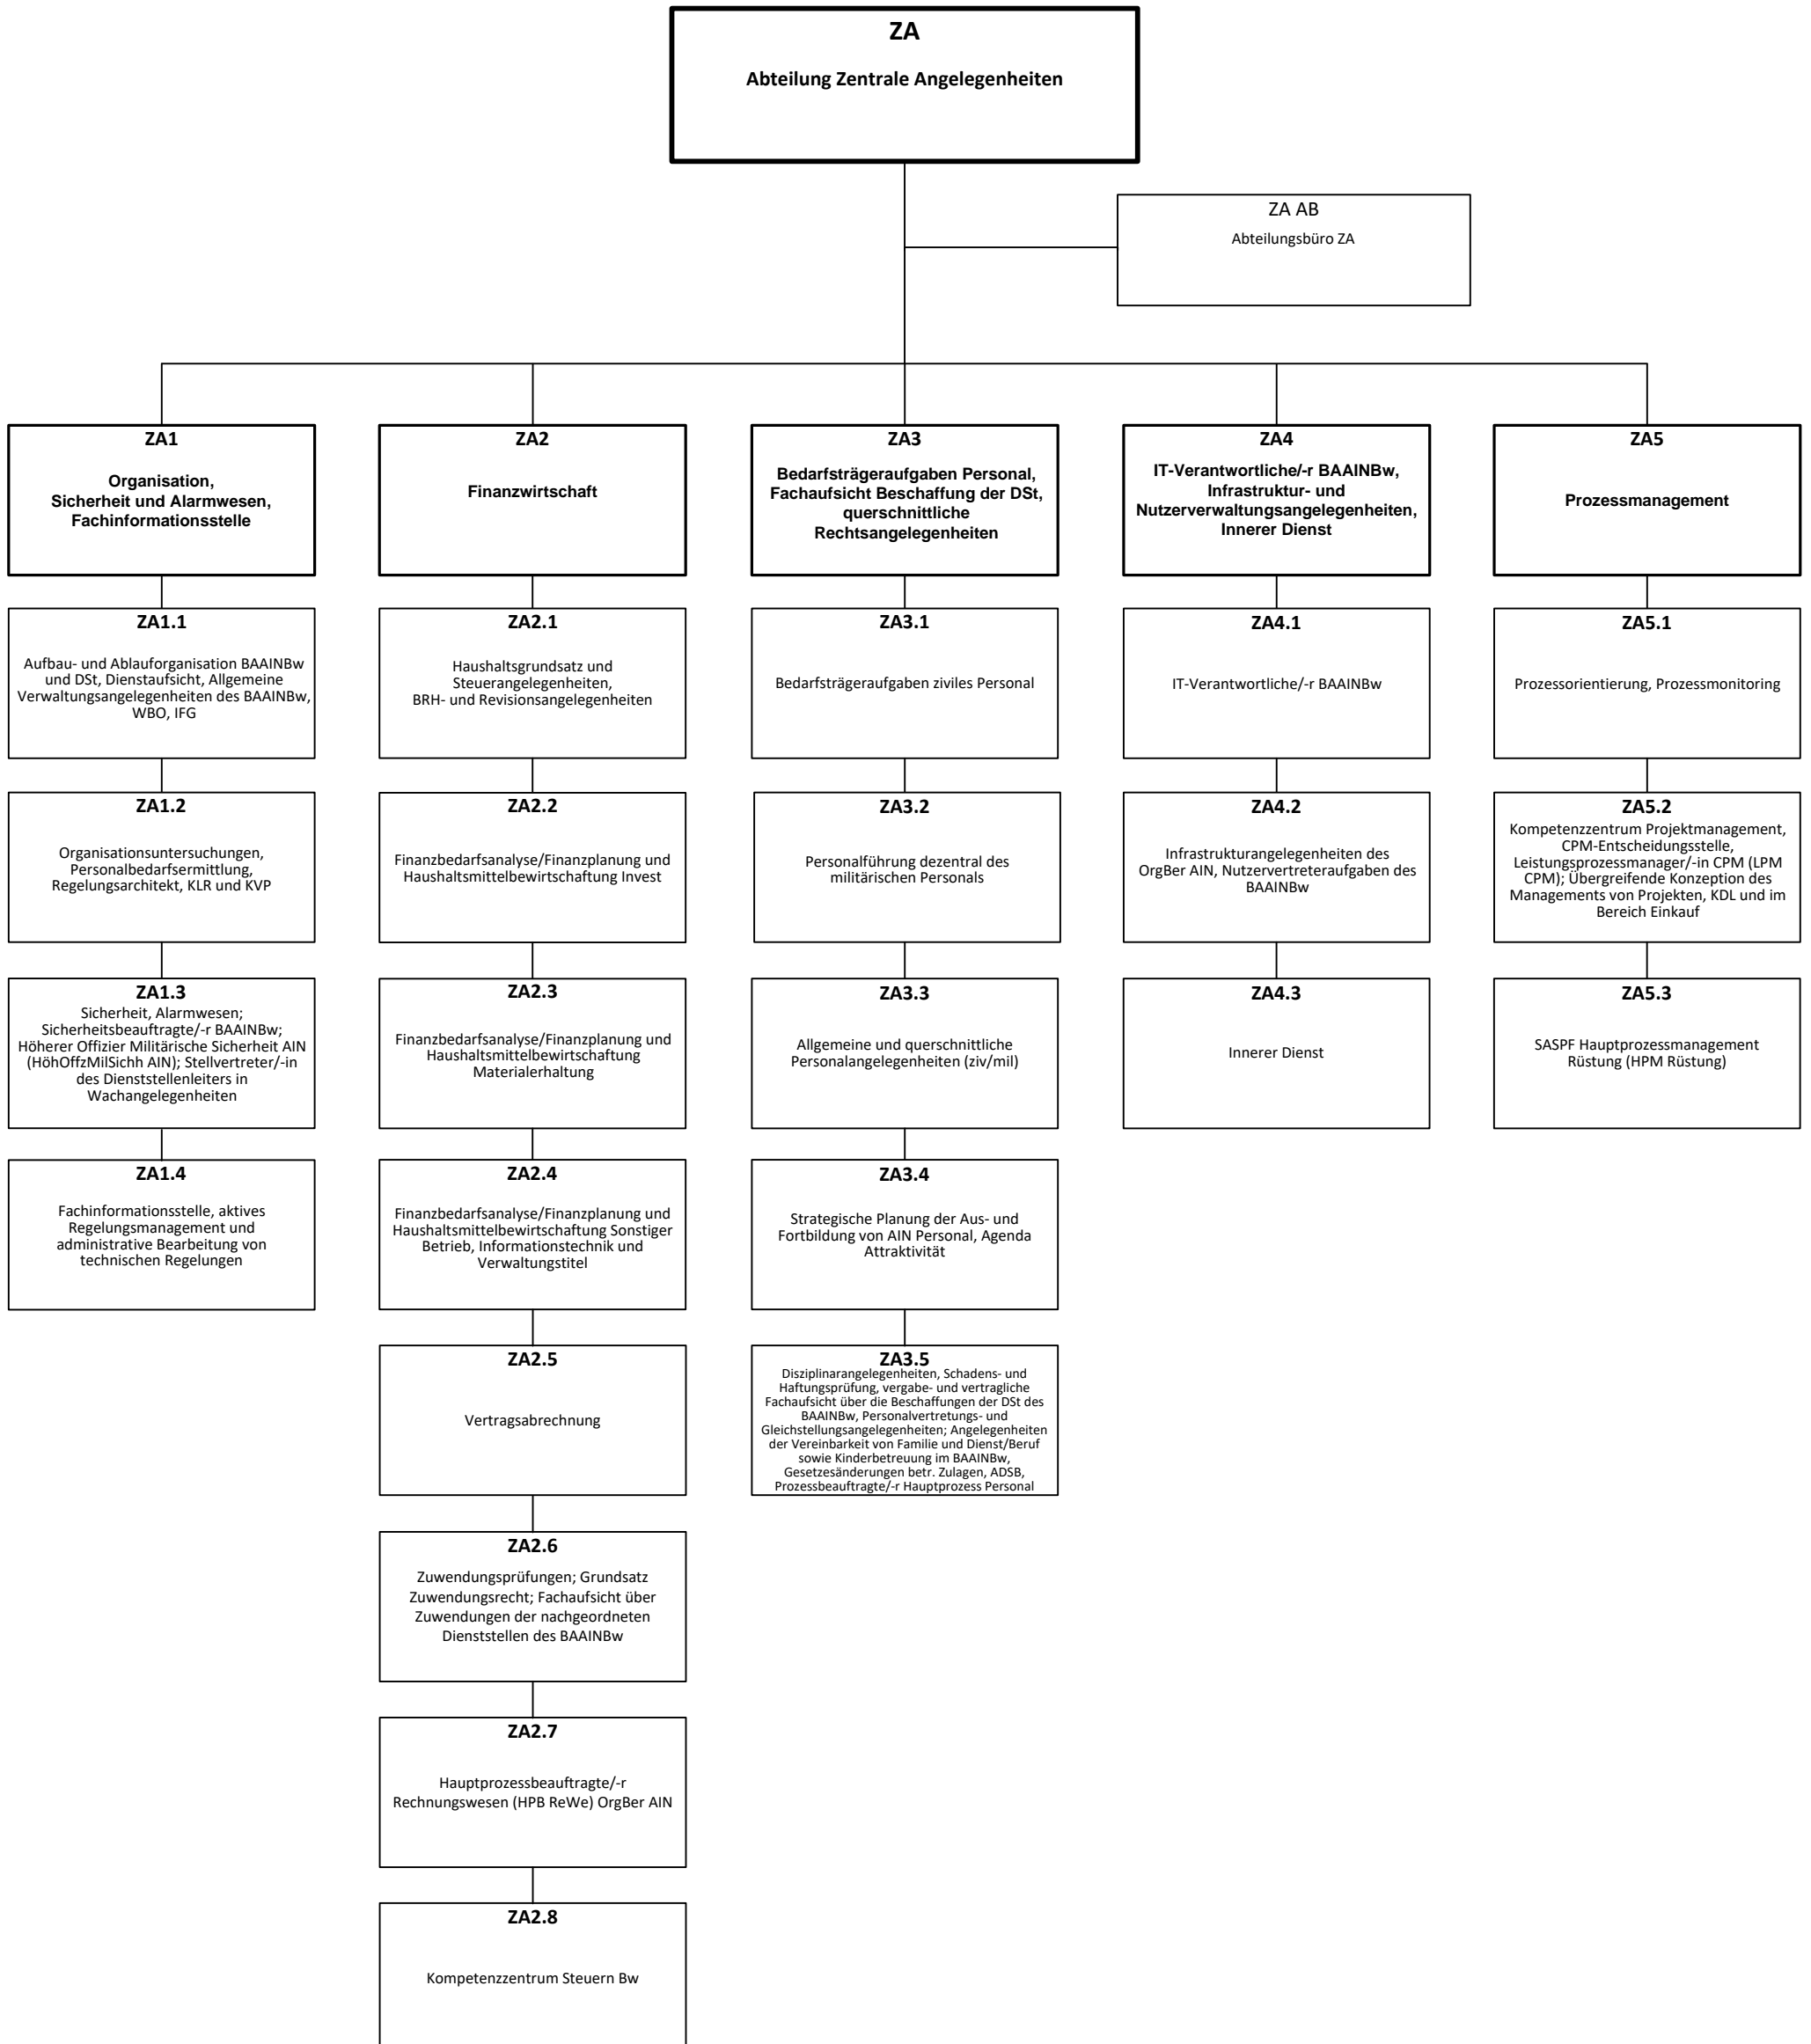 ZA
Abteilung Zentrale Angelegenheiten
ZA AB
Abteilungsbüro ZA
ZA1
Organisation,
Sicherheit und Alarmwesen,
Fachinformationsstelle
ZA1.1
Aufbau- und Ablauforganisation BAAINBw
und DSt, Dienstaufsicht, Allgemeine
Verwaltungsangelegenheiten des BAAINBw,
WBO, IFG
ZA1.2
Organisationsuntersuchungen,
Personalbedarfsermittlung,
Regelungsarchitekt, KLR und KVP
ZA1.3
Sicherheit, Alarmwesen;
Sicherheitsbeauftragte/-r BAAINBw;
Höherer Offizier Militärische Sicherheit AIN
(HöhOffzMilSichh AIN); Stellvertreter/-in
des Dienststellenleiters in
Wachangelegenheiten
ZA1.4
Fachinformationsstelle, aktives
Regelungsmanagement und
administrative Bearbeitung von
technischen Regelungen
ZA2
Finanzwirtschaft
ZA2.1
Haushaltsgrundsatz und
Steuerangelegenheiten,
BRH- und Revisionsangelegenheiten
ZA2.2
Finanzbedarfsanalyse/Finanzplanung und
Haushaltsmittelbewirtschaftung Invest
ZA2.3
Finanzbedarfsanalyse/Finanzplanung und
Haushaltsmittelbewirtschaftung
Materialerhaltung
ZA2.4
Finanzbedarfsanalyse/Finanzplanung und
Haushaltsmittelbewirtschaftung Sonstiger
Betrieb, Informationstechnik und
Verwaltungstitel
ZA2.5
Vertragsabrechnung
ZA2.6
Zuwendungsprüfungen; Grundsatz
Zuwendungsrecht; Fachaufsicht über
Zuwendungen der nachgeordneten
Dienststellen des BAAINBw
ZA2.7
Hauptprozessbeauftragte/-r
Rechnungswesen (HPB ReWe) OrgBer AIN
ZA2.8
Kompetenzzentrum Steuern Bw
ZA3
Bedarfsträgeraufgaben Personal,
Fachaufsicht Beschaffung der DSt,
querschnittliche
Rechtsangelegenheiten
ZA3.1
Bedarfsträgeraufgaben ziviles Personal
ZA3.2
Personalführung dezentral des
militärischen Personals
ZA3.3
Allgemeine und querschnittliche
Personalangelegenheiten (ziv/mil)
ZA3.4
Strategische Planung der Aus- und
Fortbildung von AIN Personal, Agenda
Attraktivität
ZA3.5
Disziplinarangelegenheiten, Schadens- und
Haftungsprüfung, vergabe- und vertragliche
Fachaufsicht über die Beschaffungen der DSt des
BAAINBw, Personalvertretungs- und
Gleichstellungsangelegenheiten; Angelegenheiten
der Vereinbarkeit von Familie und Dienst/Beruf
sowie Kinderbetreuung im BAAINBw,
Gesetzesänderungen betr. Zulagen, ADSB,
Prozessbeauftragte/-r Hauptprozess Personal
ZA4
IT-Verantwortliche/-r BAAINBw,
Infrastruktur- und
Nutzerverwaltungsangelegenheiten,
Innerer Dienst
ZA4.1
IT-Verantwortliche/-r BAAINBw
ZA4.2
Infrastrukturangelegenheiten des
OrgBer AIN, Nutzervertreteraufgaben des
BAAINBw
ZA4.3
Innerer Dienst
ZA5
Prozessmanagement
ZA5.1
Prozessorientierung, Prozessmonitoring
ZA5.2
Kompetenzzentrum Projektmanagement,
CPM-Entscheidungsstelle,
Leistungsprozessmanager/-in CPM (LPM
CPM); Übergreifende Konzeption des
Managements von Projekten, KDL und im
Bereich Einkauf
ZA5.3
SASPF Hauptprozessmanagement
Rüstung (HPM Rüstung)